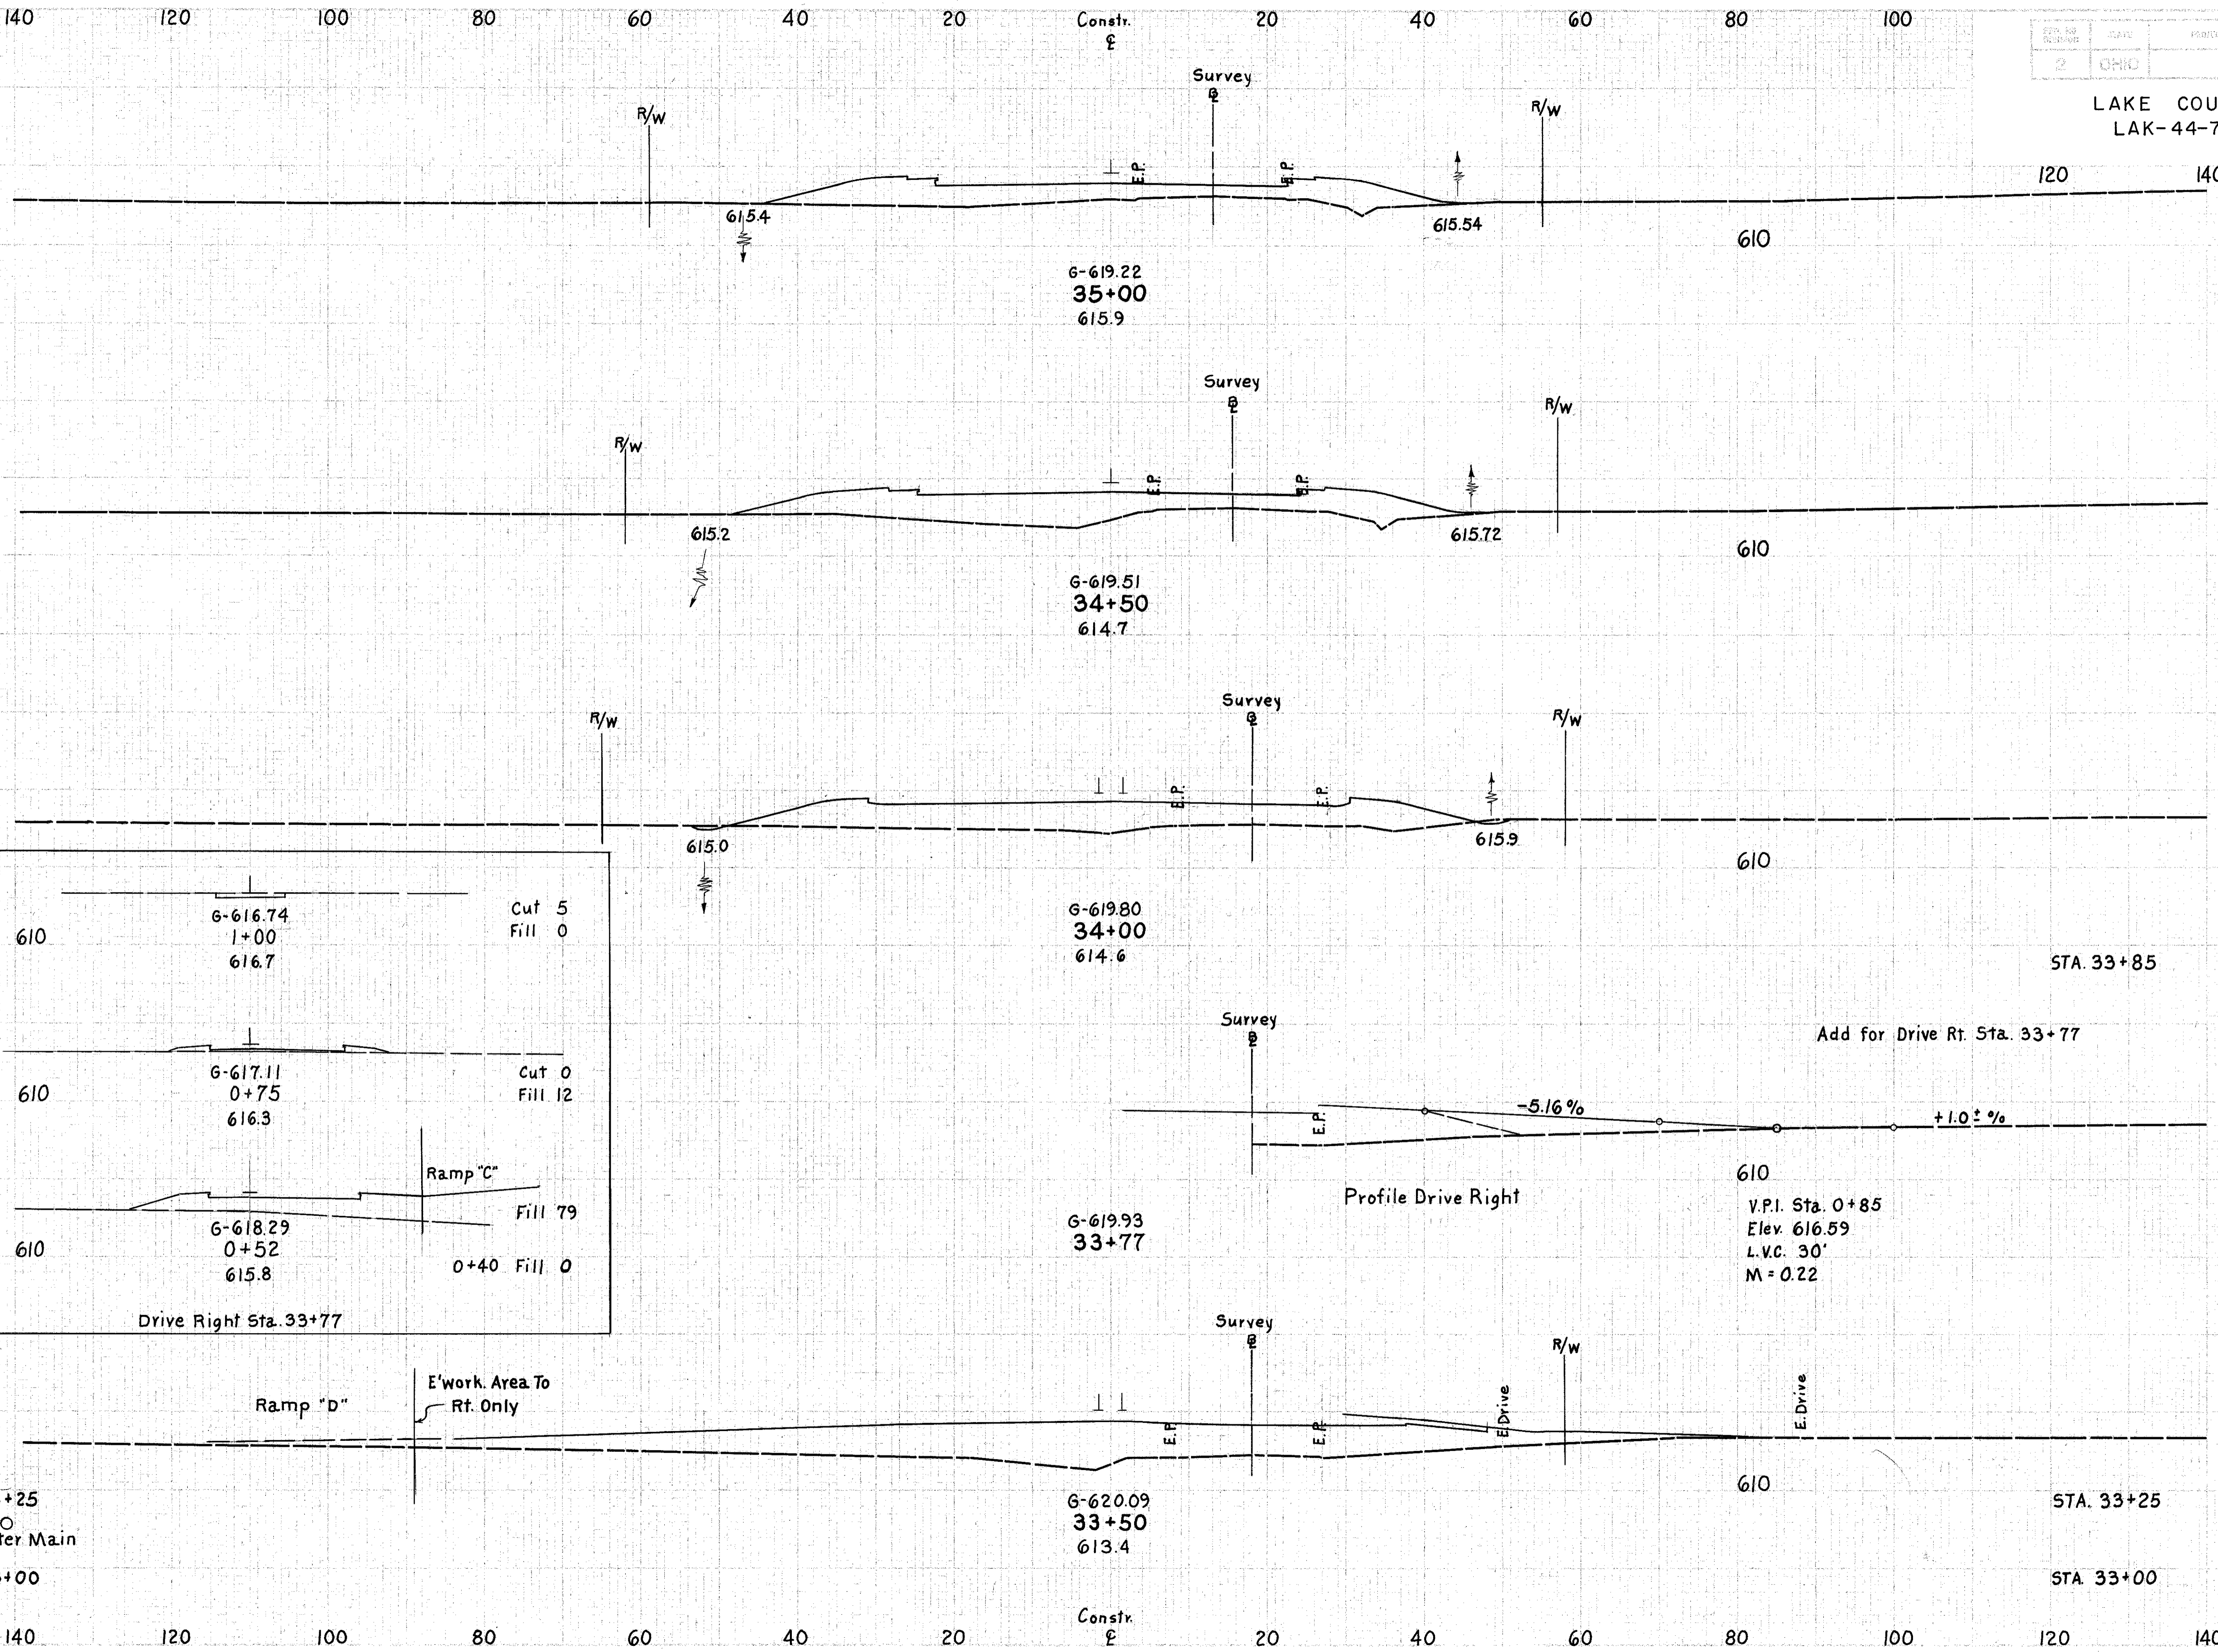 140 120 100 80 60 40 20 Constr. ℄ 20 40 60 80 100
2 OHIO
LAKE COU
LAK-44-7
Survey
R/W
R/W
E.P.
E.P.
120 140
615.4
615.54
610
G-619.22
35+00
615.9
Survey
R/W
R/W
E.P.
E.P.
615.2
615.72
610
G-619.51
34+50
614.7
Survey
R/W
R/W
E.P.
E.P.
615.0
615.9
610
G-619.80
34+00
614.6
STA. 33+85
G-616.74
1+00
616.7
610
Cut 5
Fill 0
G-617.11
0+75
616.3
610
Cut 0
Fill 12
Ramp "C"
G-618.29
0+52
615.8
610
Fill 79
0+40 Fill 0
Drive Right Sta. 33+77
Survey
Add for Drive Rt. Sta. 33+77
E.P.
-5.16%
+1.0±%
610
Profile Drive Right
V.P.I. Sta. 0+85
Elev. 616.59
L.V.C. 30'
M = 0.22
G-619.93
33+77
Survey
R/W
Ramp "D"
E'work. Area To
Rt. Only
E.P.
E.P.
E.Drive
E.Drive
610
G-620.09
33+50
613.4
+25
ter Main
+00
STA. 33+25
STA. 33+00
140 120 100 80 60 40 20 Constr. ℄ 20 40 60 80 100 120 140